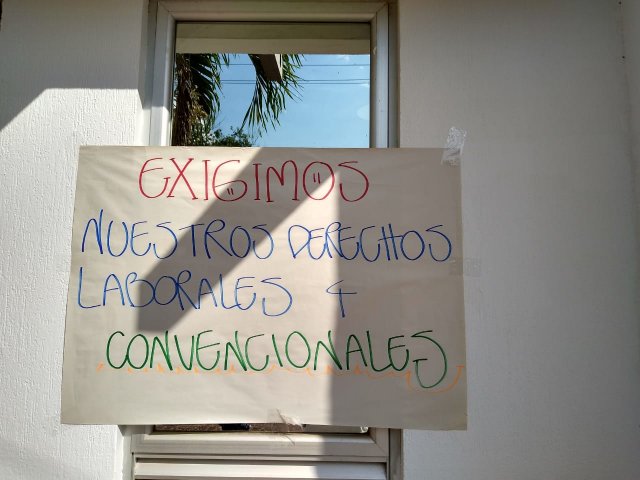 EXIGIMOS
NUESTROS DERECHOS
LABORALES Y
CONVENCIONALES